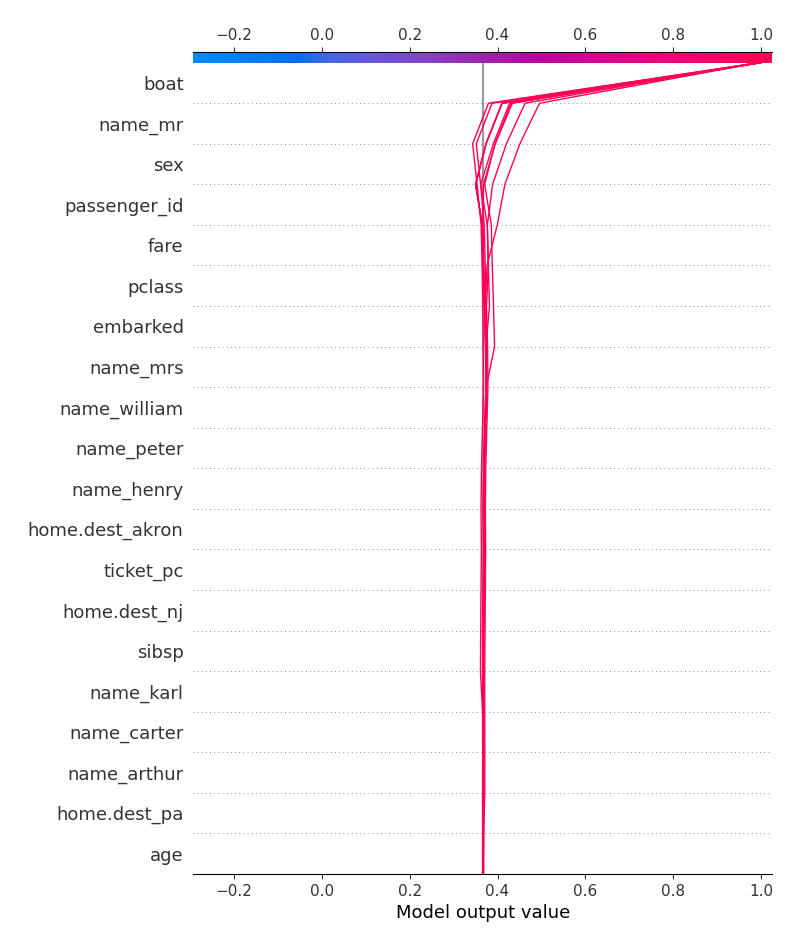 −0.2 0.0 0.2 0.4 0.6 0.8 1.0
boat
name_mr
sex
passenger_id
fare
pclass
embarked
name_mrs
name_william
name_peter
name_henry
home.dest_akron
ticket_pc
home.dest_nj
sibsp
name_karl
name_carter
name_arthur
home.dest_pa
age
−0.2 0.0 0.2 0.4 0.6 0.8 1.0
Model output value